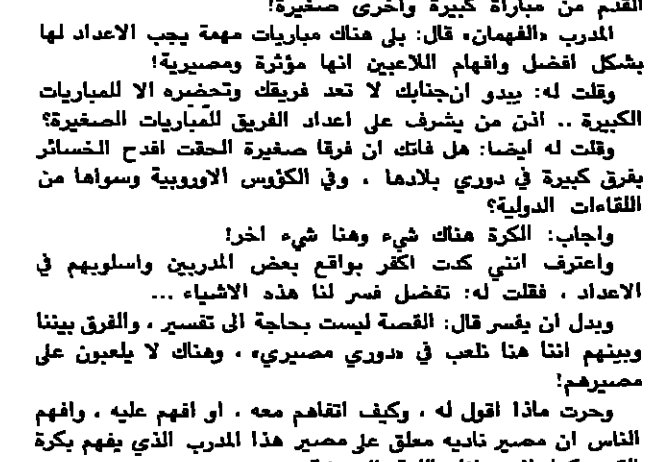 القدم من مباراة كبيرة واخرى صغيرة!
المدرب «الفهمان» قال: بلى هناك مباريات مهمة يجب الاعداد لها
بشكل افضل وافهام اللاعبين انها مؤثرة ومصيرية!
وقلت له: يبدو ان جنابك لا تعد فريقك وتحضره الا للمباريات
الكبيرة .. اذن من يشرف على اعداد الفريق للمباريات الصغيرة؟
وقلت له ايضا: هل فاتك ان فرقا صغيرة الحقت افدح الخسائر
بفرق كبيرة في دوري بلادها ، وفي الكؤوس الاوروبية وسواها من
اللقاءات الدولية؟
واجاب: الكرة هناك شيء وهنا شيء اخر!
واعترف انني كدت اكفر بواقع بعض المدربين واسلوبهم في
الاعداد ، فقلت له: تفضل فسر لنا هذه الاشياء ...
وبدل ان يفسر قال: القصة ليست بحاجة الى تفسير ، والفرق بيننا
وبينهم اننا هنا نلعب في «دوري مصيري» ، وهناك لا يلعبون على
مصيرهم!
وحرت ماذا اقول له ، وكيف اتفاهم معه ، او افهم عليه ، وافهم
الناس ان مصير ناديه معلق على مصير هذا المدرب الذي يفهم بكرة